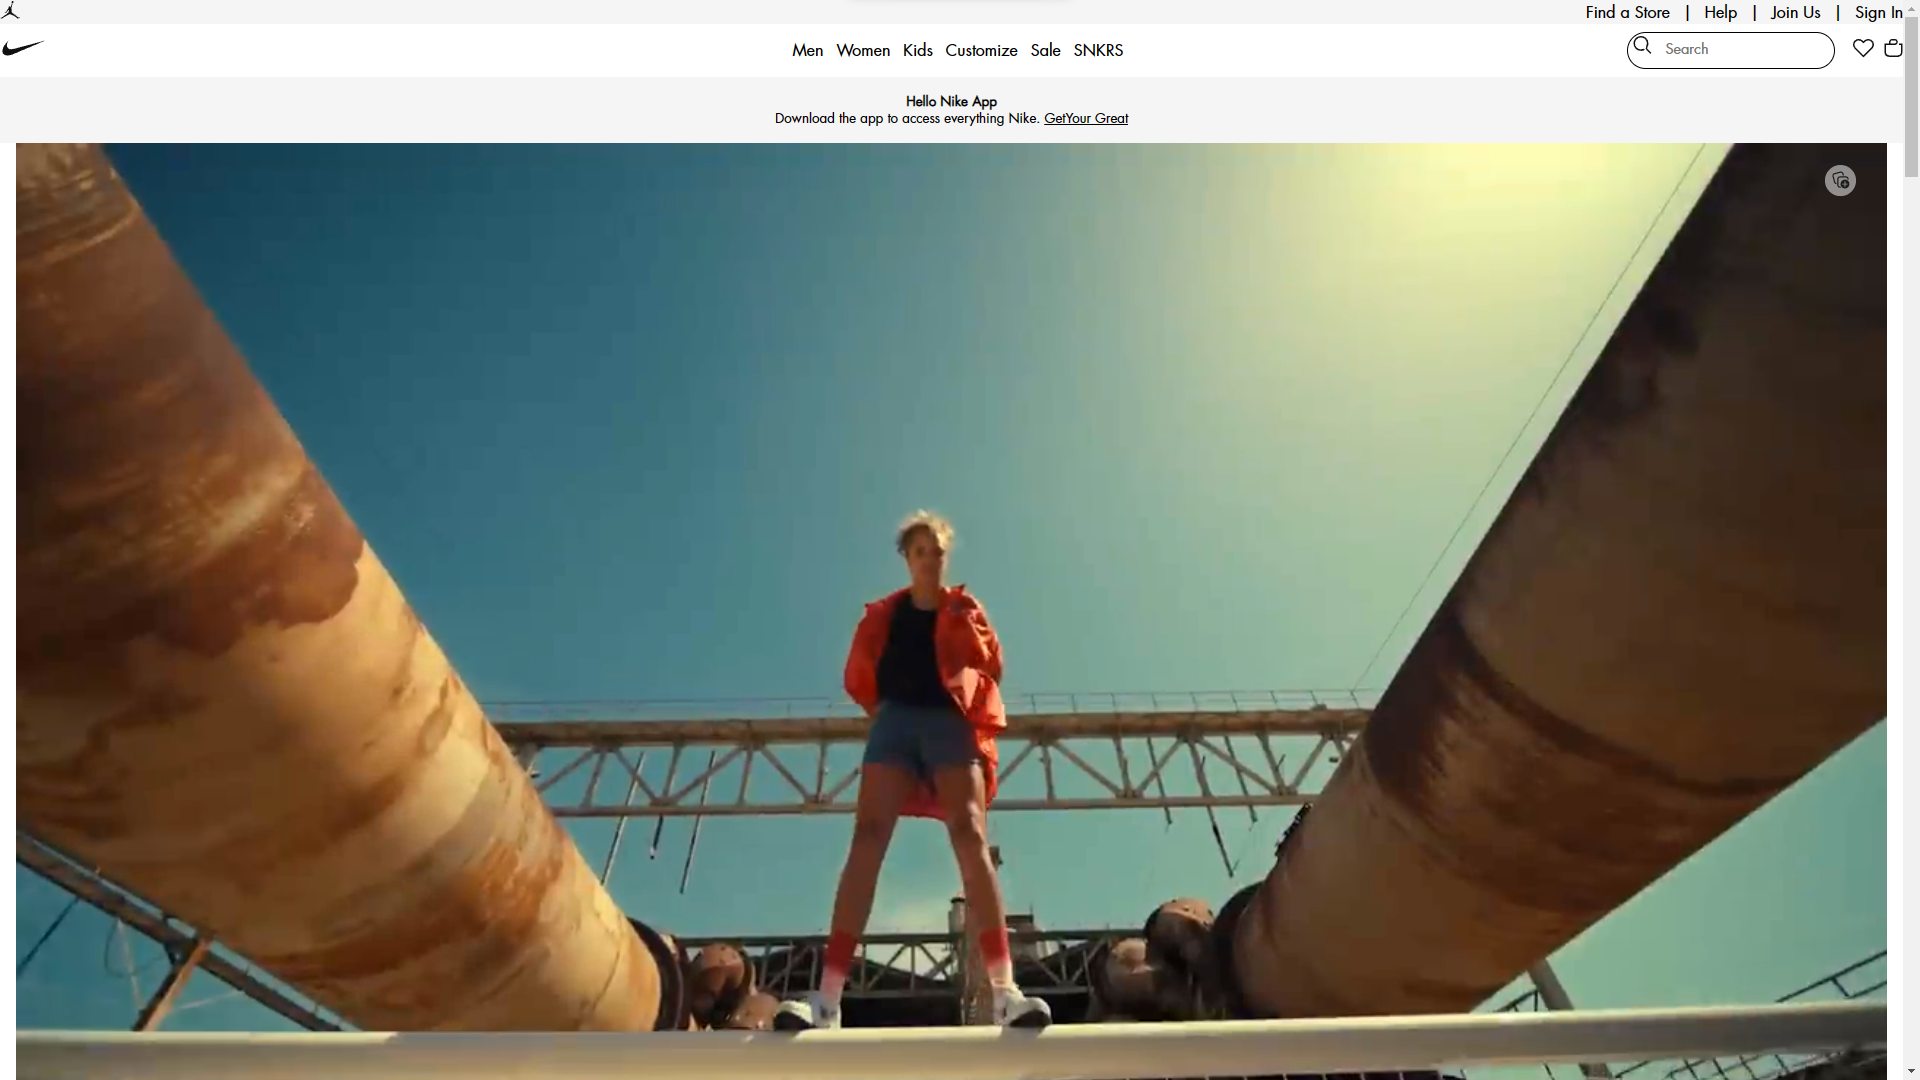 Find a Store | Help | Join Us | Sign In
Men Women Kids Customize Sale SNKRS
Search
Hello Nike App
Download the app to access everything Nike. GetYour Great